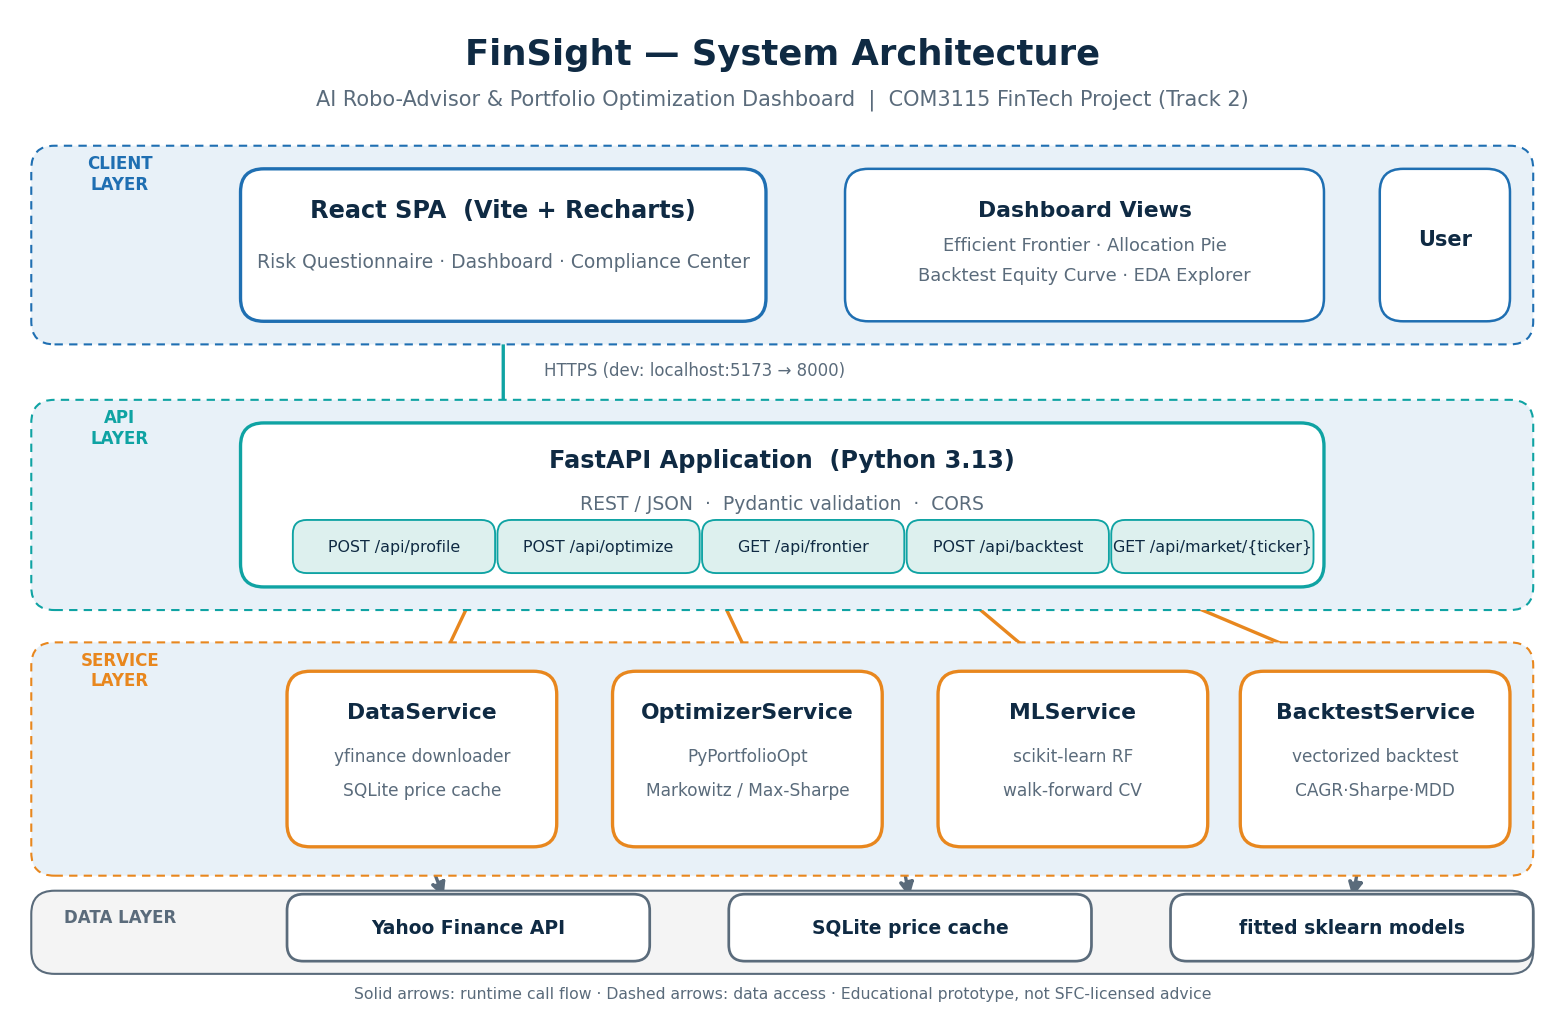 FinSight — System Architecture
AI Robo-Advisor & Portfolio Optimization Dashboard | COM3115 FinTech Project (Track 2)
CLIENT
LAYER
React SPA (Vite + Recharts)
Risk Questionnaire · Dashboard · Compliance Center
Dashboard Views
Efficient Frontier · Allocation Pie
Backtest Equity Curve · EDA Explorer
User
HTTPS (dev: localhost:5173 → 8000)
API
LAYER
FastAPI Application (Python 3.13)
REST / JSON · Pydantic validation · CORS
POST /api/profile
POST /api/optimize
GET /api/frontier
POST /api/backtest
GET /api/market/{ticker}
SERVICE
LAYER
DataService
yfinance downloader
SQLite price cache
OptimizerService
PyPortfolioOpt
Markowitz / Max-Sharpe
MLService
scikit-learn RF
walk-forward CV
BacktestService
vectorized backtest
CAGR·Sharpe·MDD
DATA LAYER
Yahoo Finance API
SQLite price cache
fitted sklearn models
Solid arrows: runtime call flow · Dashed arrows: data access · Educational prototype, not SFC-licensed advice